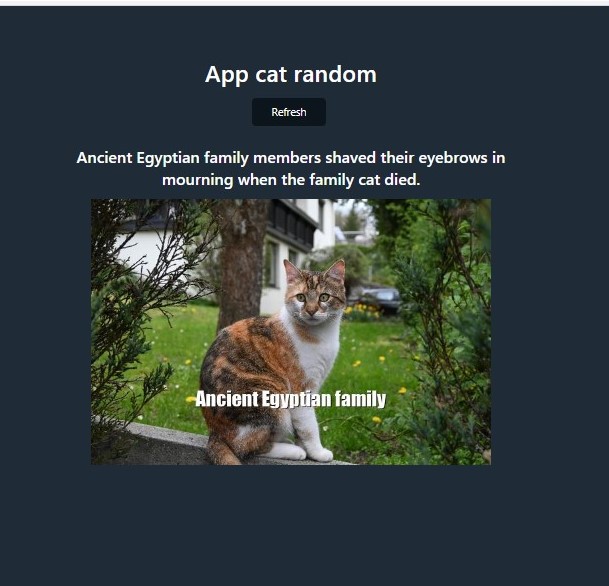 App cat random
Refresh
Ancient Egyptian family members shaved their eyebrows in
mourning when the family cat died.
Ancient Egyptian family